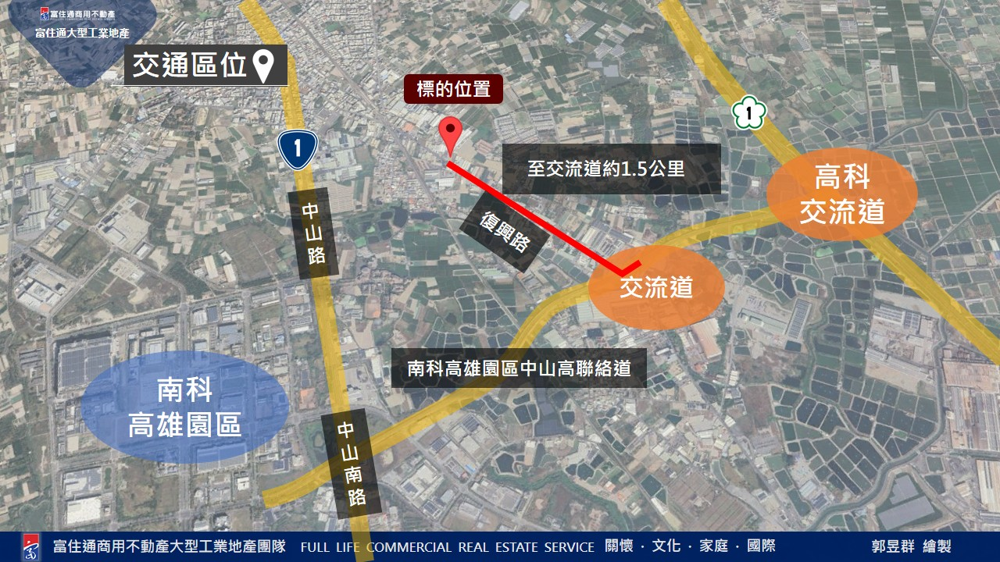 富住通商用不動產
富住通大型工業地產
交通區位
標的位置
1
1
至交流道約1.5公里
高科
交流道
中山路
復興路
交流道
南科高雄園區中山高聯絡道
南科
高雄園區
中山南路
富住通商用不動產大型工業地產團隊 FULL LIFE COMMERCIAL REAL ESTATE SERVICE 關懷．文化．家庭．國際 郭昱群 繪製